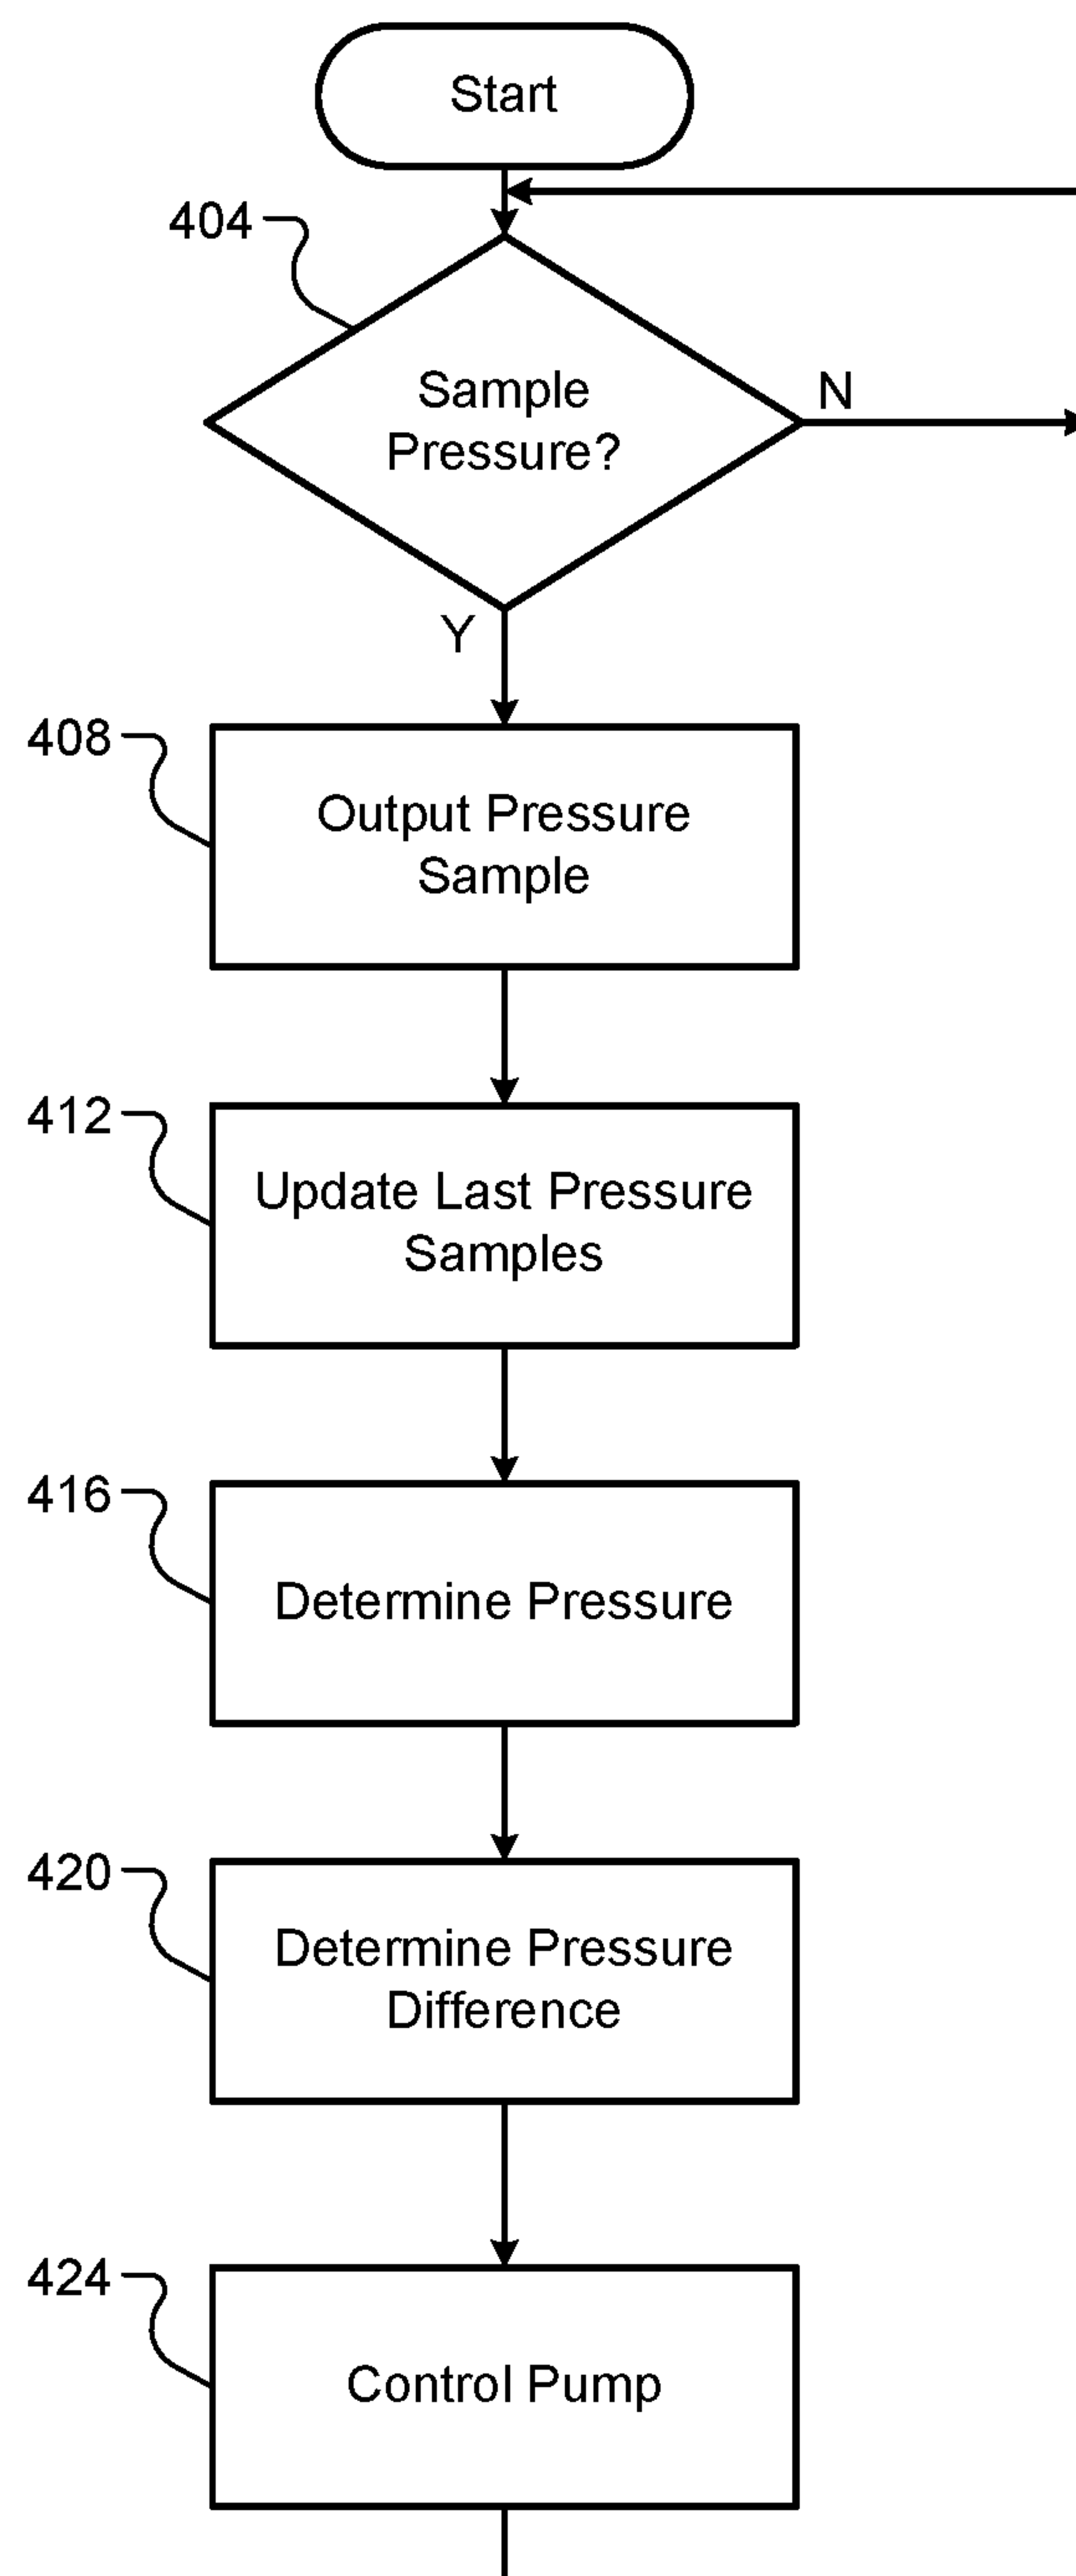 Start
404
Sample
Pressure?
N
Y
408
Output Pressure
Sample
412
Update Last Pressure
Samples
416
Determine Pressure
420
Determine Pressure
Difference
424
Control Pump